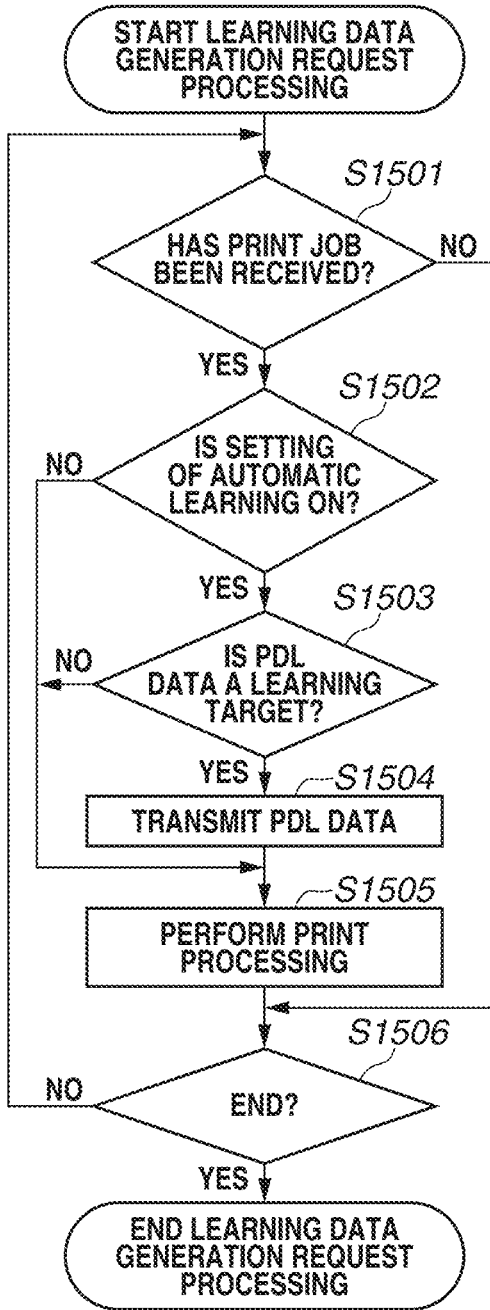 START LEARNING DATA
GENERATION REQUEST
PROCESSING
S1501
HAS PRINT JOB
BEEN RECEIVED?
NO
YES
S1502
IS SETTING
OF AUTOMATIC
LEARNING ON?
NO
YES
S1503
IS PDL
DATA A LEARNING
TARGET?
NO
YES
S1504
TRANSMIT PDL DATA
S1505
PERFORM PRINT
PROCESSING
S1506
END?
NO
YES
END LEARNING DATA
GENERATION REQUEST
PROCESSING